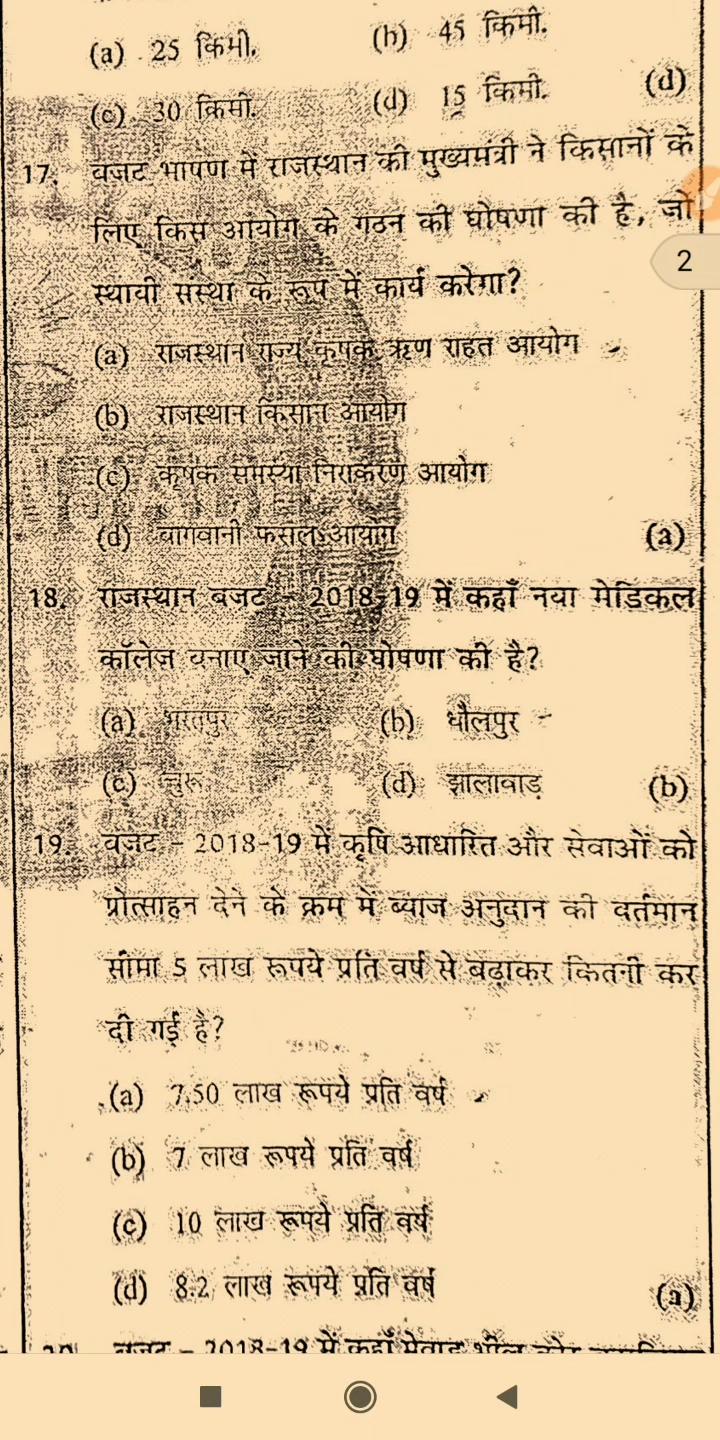 (a) 25 किमी. (b) 45 किमी.
(c) 30 किमी. (d) 15 किमी. (d)
17. बजट भाषण में राजस्थान की मुख्यमंत्री ने किसानों के
लिए किस आयोग के गठन की घोषणा की है, जो
2
स्थायी संस्था के रूप में कार्य करेगा?
(a) राजस्थान राज्य कृषक ऋण राहत आयोग
(b) राजस्थान किसान आयोग
(c) कृषक समस्या निराकरण आयोग
(d) बागवानी फसल आयोग (a)
18. राजस्थान बजट - 2018-19 में कहाँ नया मेडिकल
कॉलेज बनाए जाने की घोषणा की है?
(a) भरतपुर (b) धौलपुर
(c) चुरू (d) झालावाड़ (b)
19. बजट - 2018-19 में कृषि आधारित और सेवाओं को
प्रोत्साहन देने के क्रम में ब्याज अनुदान की वर्तमान
सीमा 5 लाख रूपये प्रति वर्ष से बढ़ाकर कितनी कर
दी गई है?
(a) 7.50 लाख रूपये प्रति वर्ष
(b) 7 लाख रूपये प्रति वर्ष
(c) 10 लाख रूपये प्रति वर्ष
(d) 8.2 लाख रूपये प्रति वर्ष (a)
बजट - 2018-19 में कहाँ मेवाड़ भील